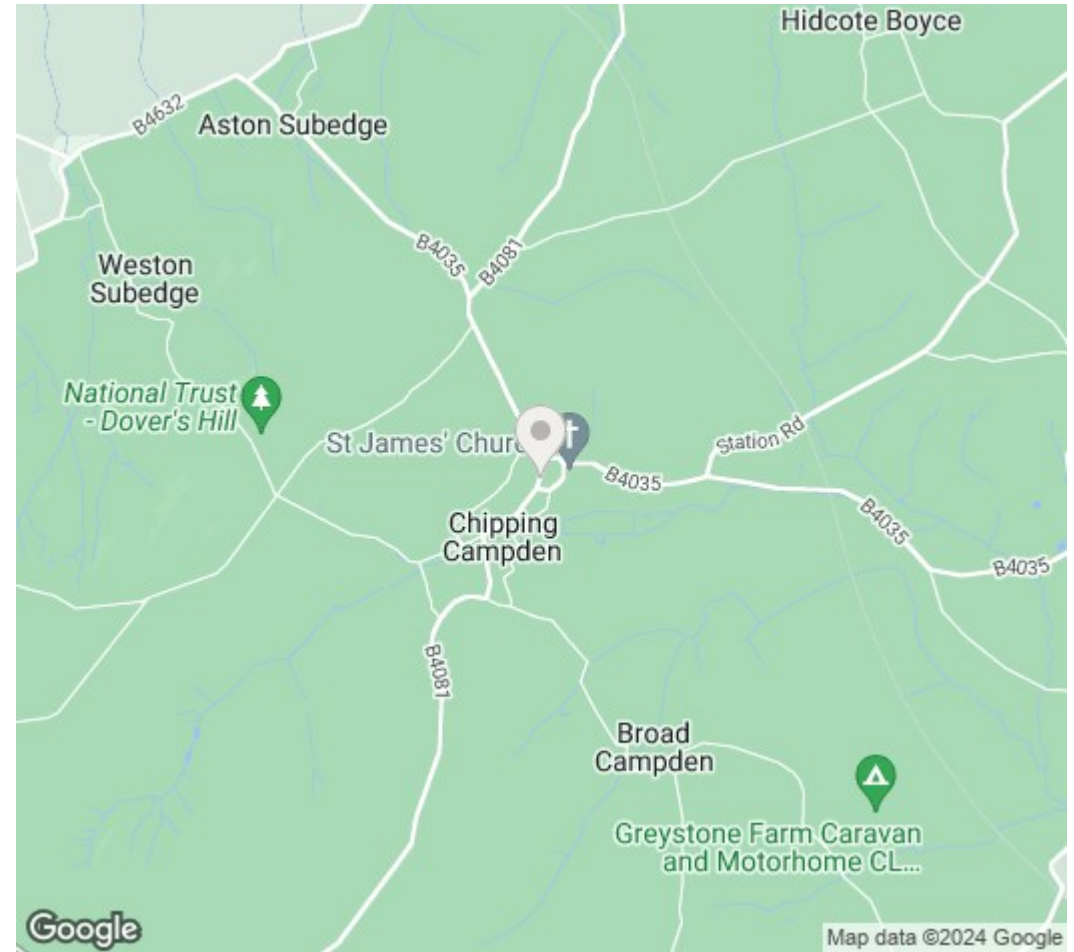 Hidcote Boyce
B4632
Aston Subedge
B4035
B4081
Weston
Subedge
National Trust
- Dover's Hill
St James' Chur
Station Rd
B4035
B4035
Chipping
Campden
B4035
B4081
Broad
Campden
Greystone Farm Caravan
and Motorhome CL...
Google
Map data ©2024 Google